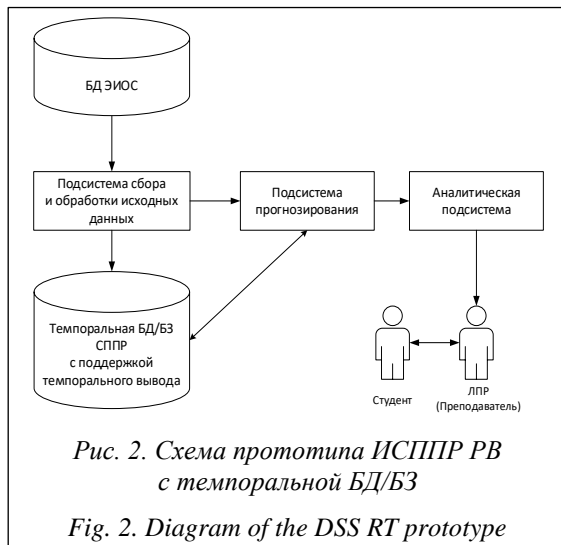 БД ЭИОС
Подсистема сбора
и обработки исходных
данных
Подсистема
прогнозирования
Аналитическая
подсистема
Темпоральная БД/БЗ
СППР
с поддержкой
темпорального вывода
Студент
ЛПР
(Преподаватель)
Рис. 2. Схема прототипа ИСППР РВ
с темпоральной БД/БЗ
Fig. 2. Diagram of the DSS RT prototype